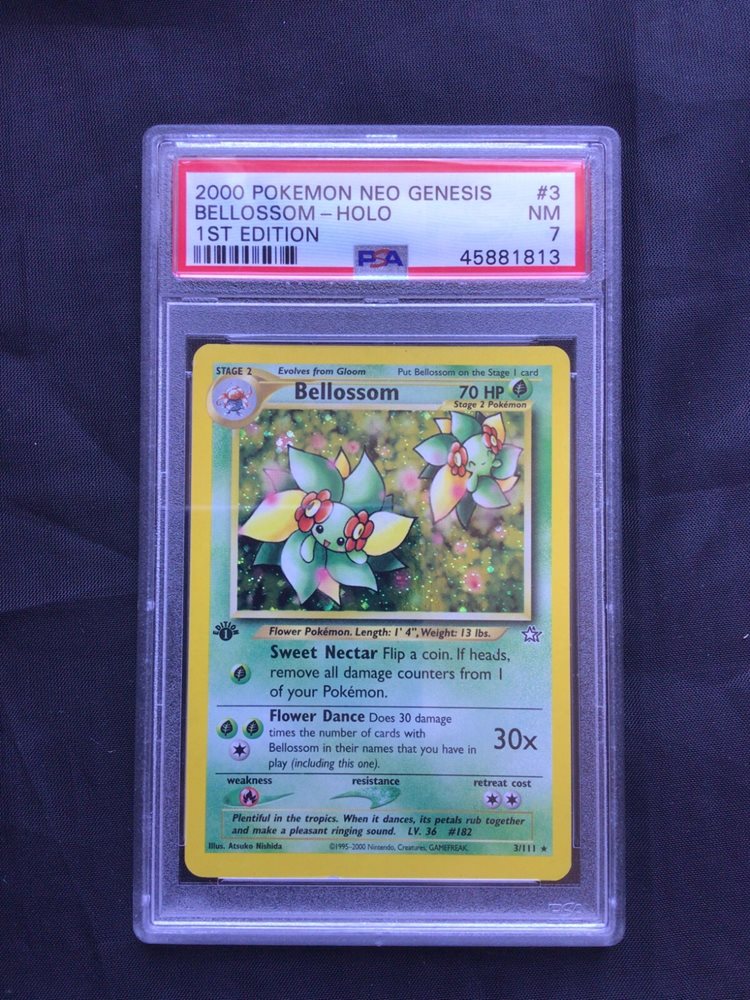 2000 POKEMON NEO GENESIS #3
BELLOSSOM - HOLO NM
1ST EDITION 7
PSA 45881813
STAGE 2 Evolves from Gloom Put Bellossom on the Stage 1 card
Bellossom 70 HP
Stage 2 Pokémon
EDITION
1
Flower Pokémon. Length: 1' 4", Weight: 13 lbs.
Sweet Nectar Flip a coin. If heads,
remove all damage counters from 1
of your Pokémon.
Flower Dance Does 30 damage
times the number of cards with
Bellossom in their names that you have in
play (including this one).
30x
weakness resistance retreat cost
Plentiful in the tropics. When it dances, its petals rub together
and make a pleasant ringing sound. LV. 36 #182
Illus. Atsuko Nishida ©1995-2000 Nintendo, Creatures, GAMEFREAK. 3/111 ★
PSA